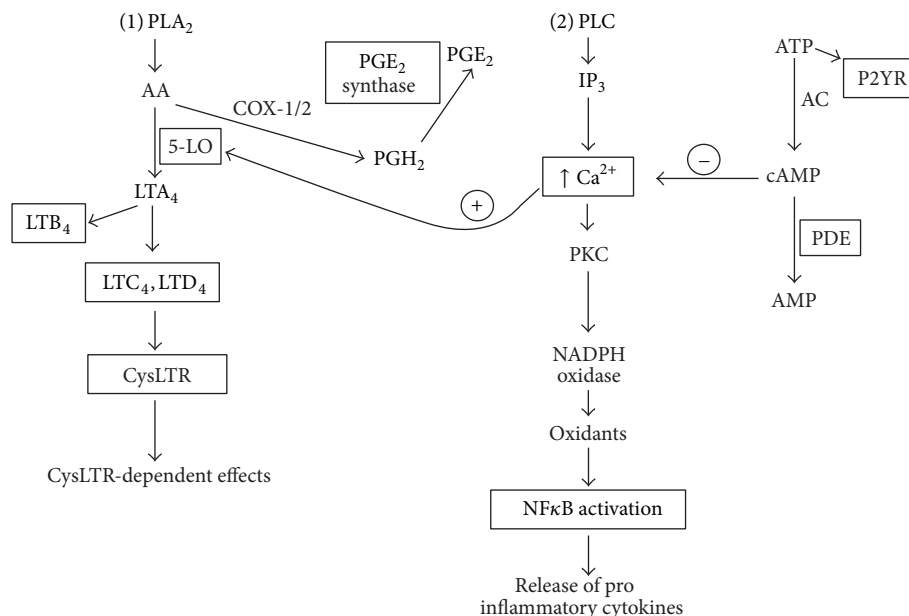 (1) PLA₂
AA
COX-1/2
PGE₂
synthase
PGE₂
PGH₂
5-LO
LTA₄
LTB₄
LTC₄, LTD₄
CysLTR
CysLTR-dependent effects
(2) PLC
IP₃
↑ Ca²⁺
+
−
PKC
NADPH
oxidase
Oxidants
NFκB activation
Release of pro
inflammatory cytokines
ATP
P2YR
AC
cAMP
PDE
AMP